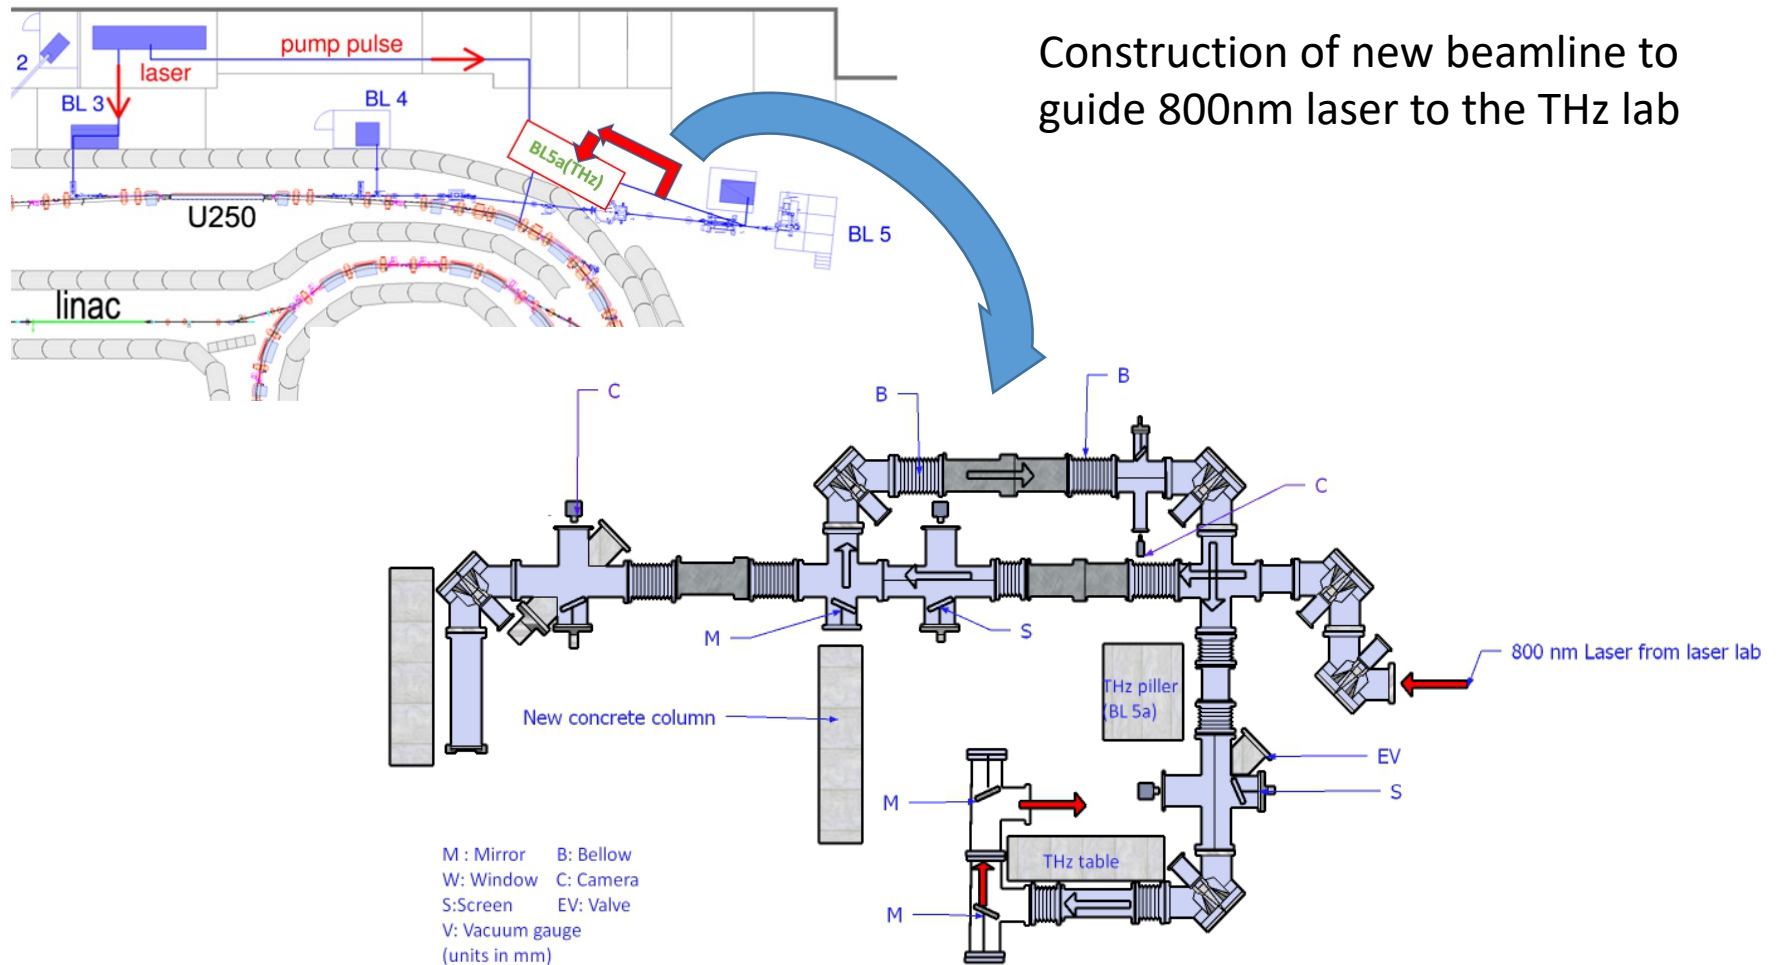 Construction of new beamline to
guide 800nm laser to the THz lab
2
laser
pump pulse
BL 3
BL 4
BL5a(THz)
U250
BL 5
linac
C
B
B
C
M
S
800 nm Laser from laser lab
THz piller
(BL 5a)
New concrete column
EV
S
M
THz table
M
M : Mirror B: Bellow
W: Window C: Camera
S:Screen EV: Valve
V: Vacuum gauge
(units in mm)